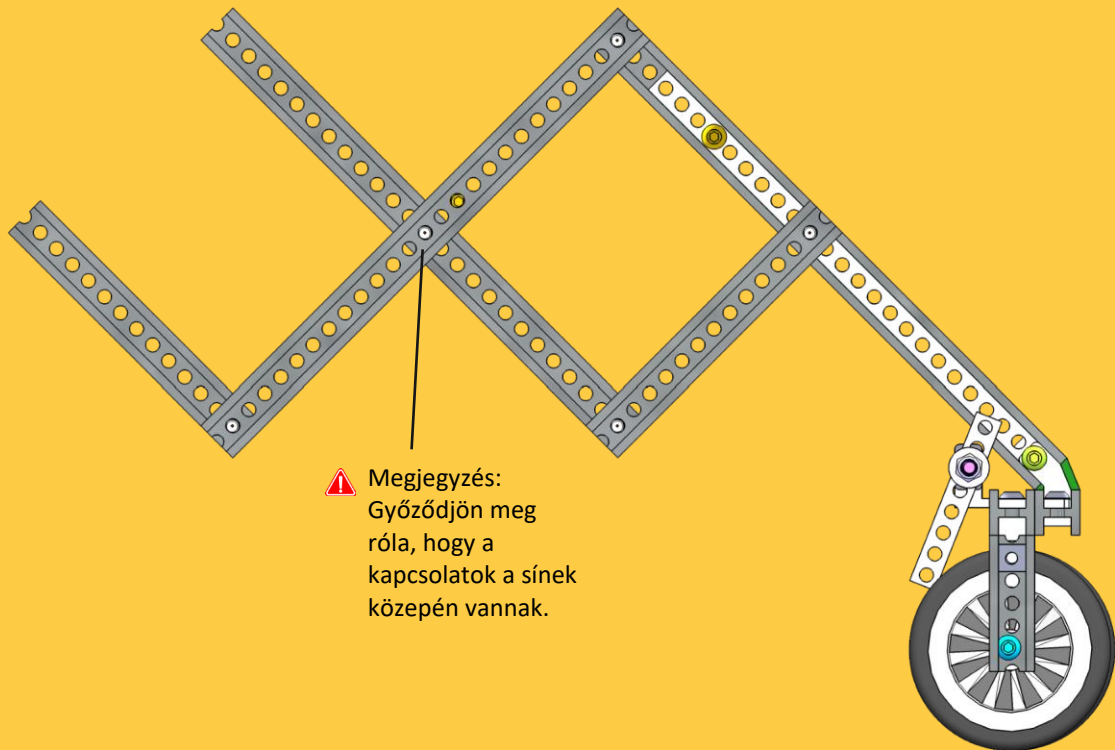 Megjegyzés:
Győződjön meg
róla, hogy a
kapcsolatok a sínek
közepén vannak.